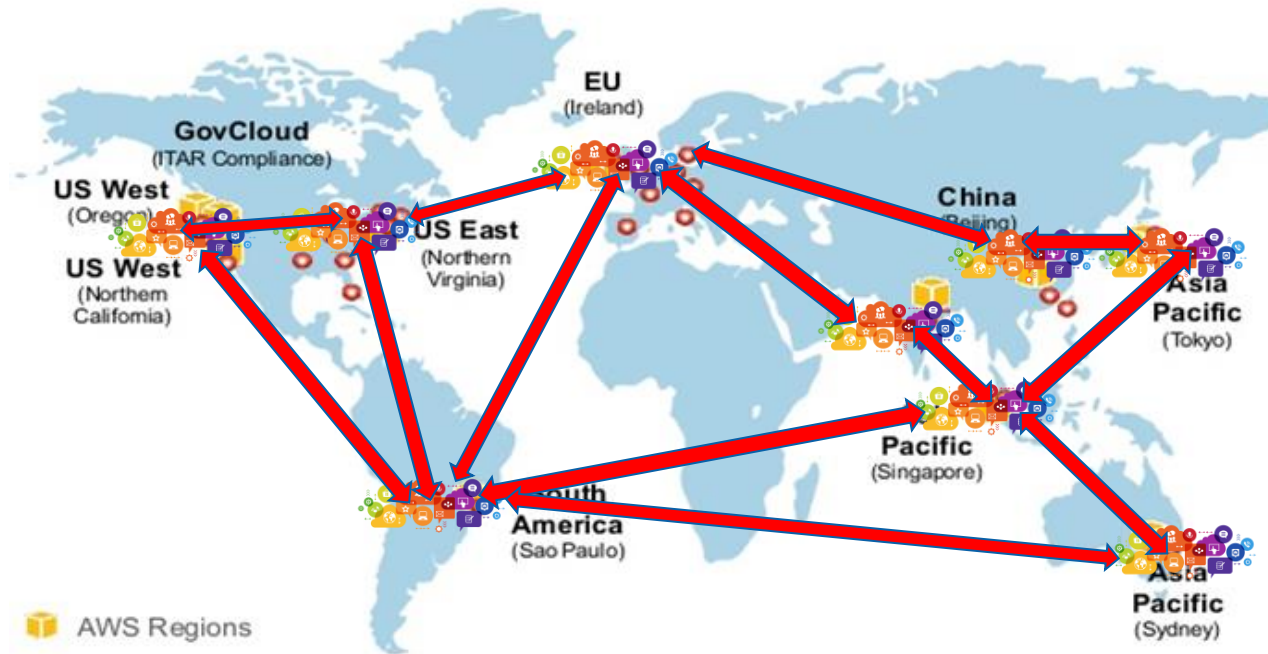 EU
(Ireland)
GovCloud
(ITAR Compliance)
US West
(Oregon)
US West
(Northern
California)
US East
(Northern
Virginia)
China
(Beijing)
Asia
Pacific
(Tokyo)
Pacific
(Singapore)
South
America
(Sao Paulo)
Asia
Pacific
(Sydney)
AWS Regions